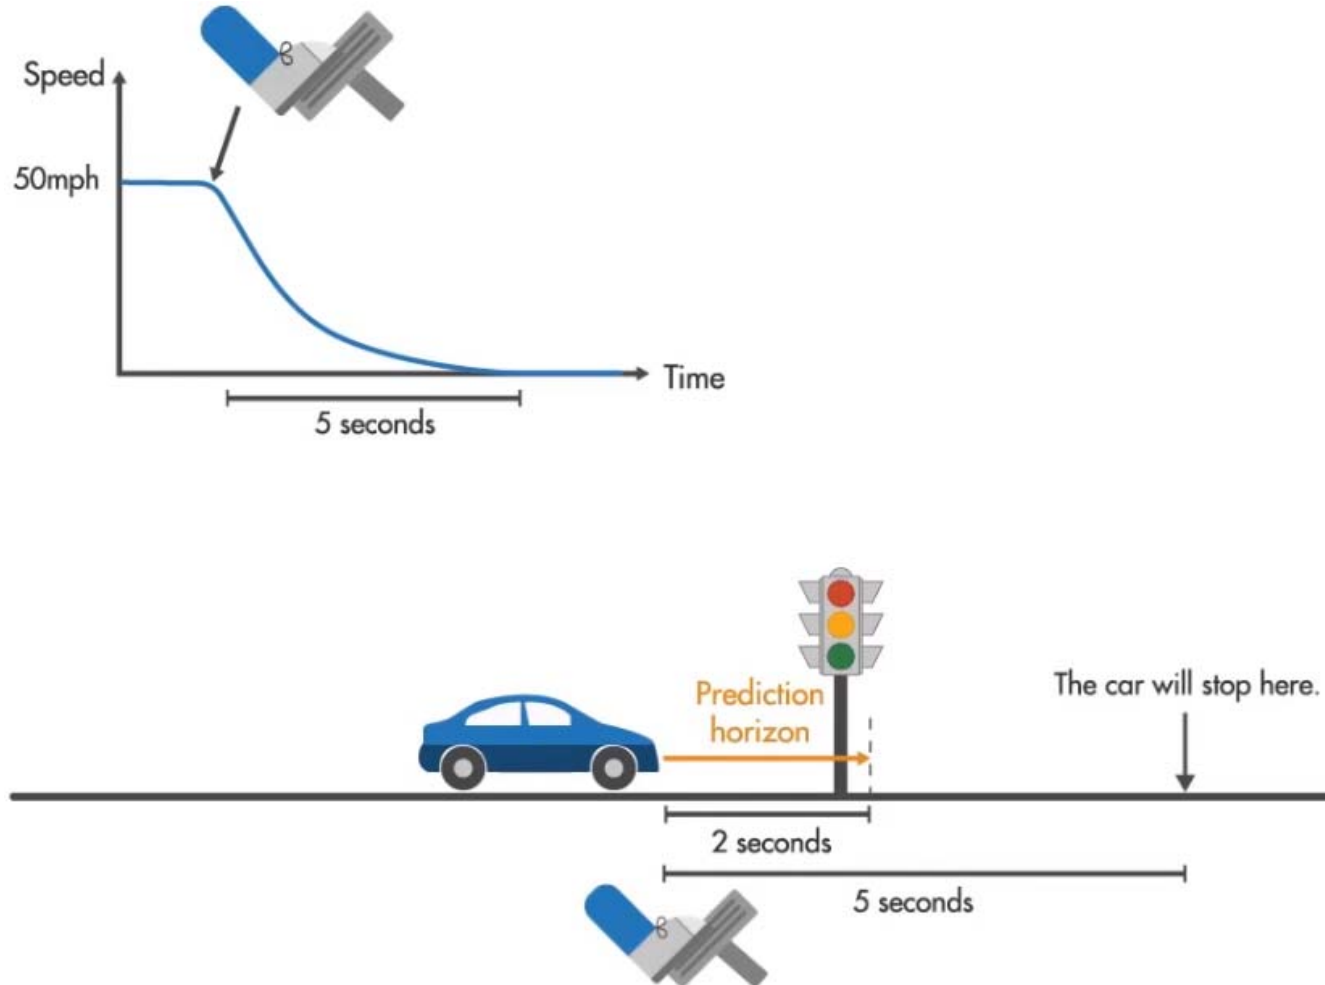 Speed
50mph
Time
5 seconds
Prediction
horizon
The car will stop here.
2 seconds
5 seconds